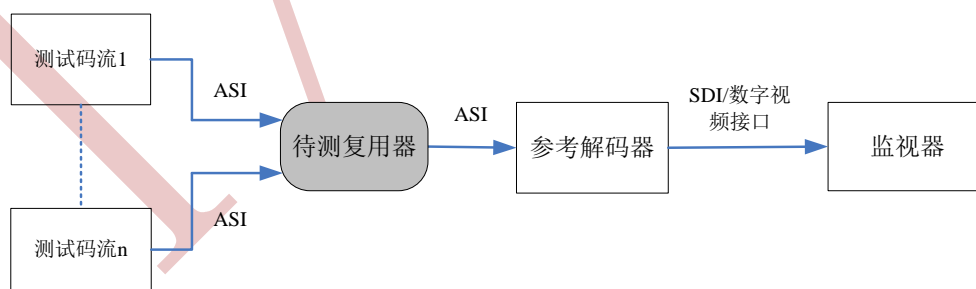 测试码流1
ASI
待测复用器
ASI
参考解码器
SDI/数字视
频接口
监视器
测试码流n
ASI